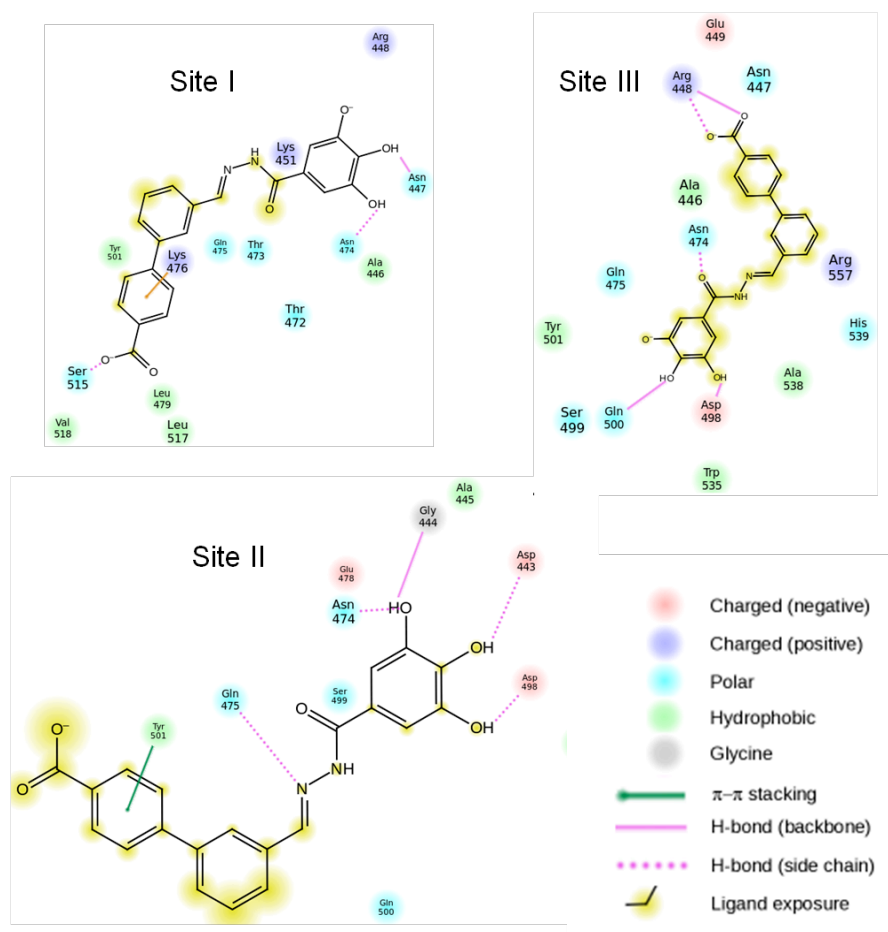 Site I
Arg
448
O⁻
Lys
451
H
N
N
OH
O
OH
Asn
447
Tyr
501
Lys
476
Gln
475
Thr
473
Asn
474
Ala
446
Thr
472
Ser
515
O⁻
O
Leu
479
Val
518
Leu
517
Site III
Glu
449
Arg
448
Asn
447
O
O⁻
Ala
446
Asn
474
Arg
557
Gln
475
O
N
NH
Tyr
501
O⁻
His
539
HO
OH
Ala
538
Ser
499
Gln
500
Asp
498
Trp
535
Site II
Ala
445
Gly
444
Glu
478
Asp
443
Asn
474
HO
OH
Gln
475
Ser
499
Asp
498
O
OH
O⁻
Tyr
501
NH
O
N
Gln
500
Charged (negative)
Charged (positive)
Polar
Hydrophobic
Glycine
π–π stacking
H-bond (backbone)
H-bond (side chain)
Ligand exposure